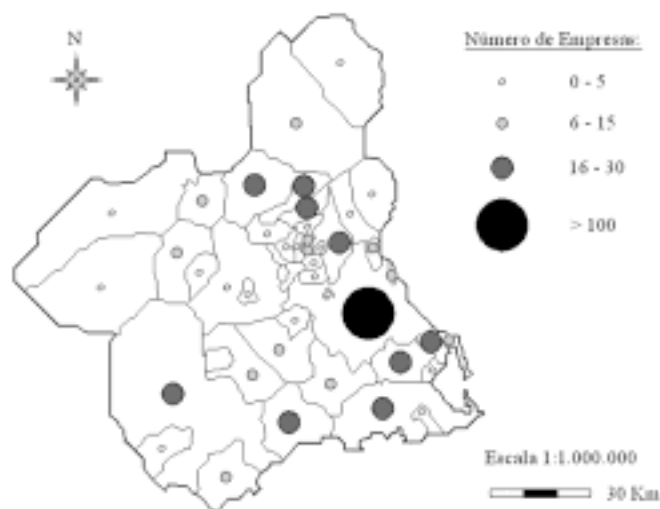 N
Número de Empresas:
0 - 5
6 - 15
16 - 30
> 100
Escala 1:1.000.000
30 Km